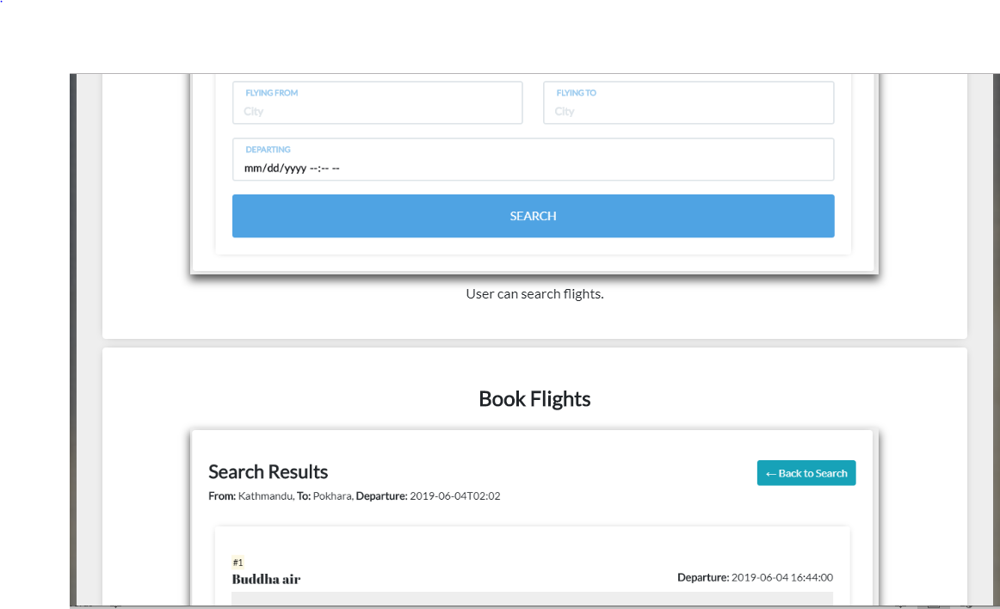 FLYING FROM
City
FLYING TO
City
DEPARTING
mm/dd/yyyy --:-- --
SEARCH
User can search flights.
Book Flights
Search Results
← Back to Search
From: Kathmandu, To: Pokhara, Departure: 2019-06-04T02:02
#1
Buddha air
Departure: 2019-06-04 16:44:00